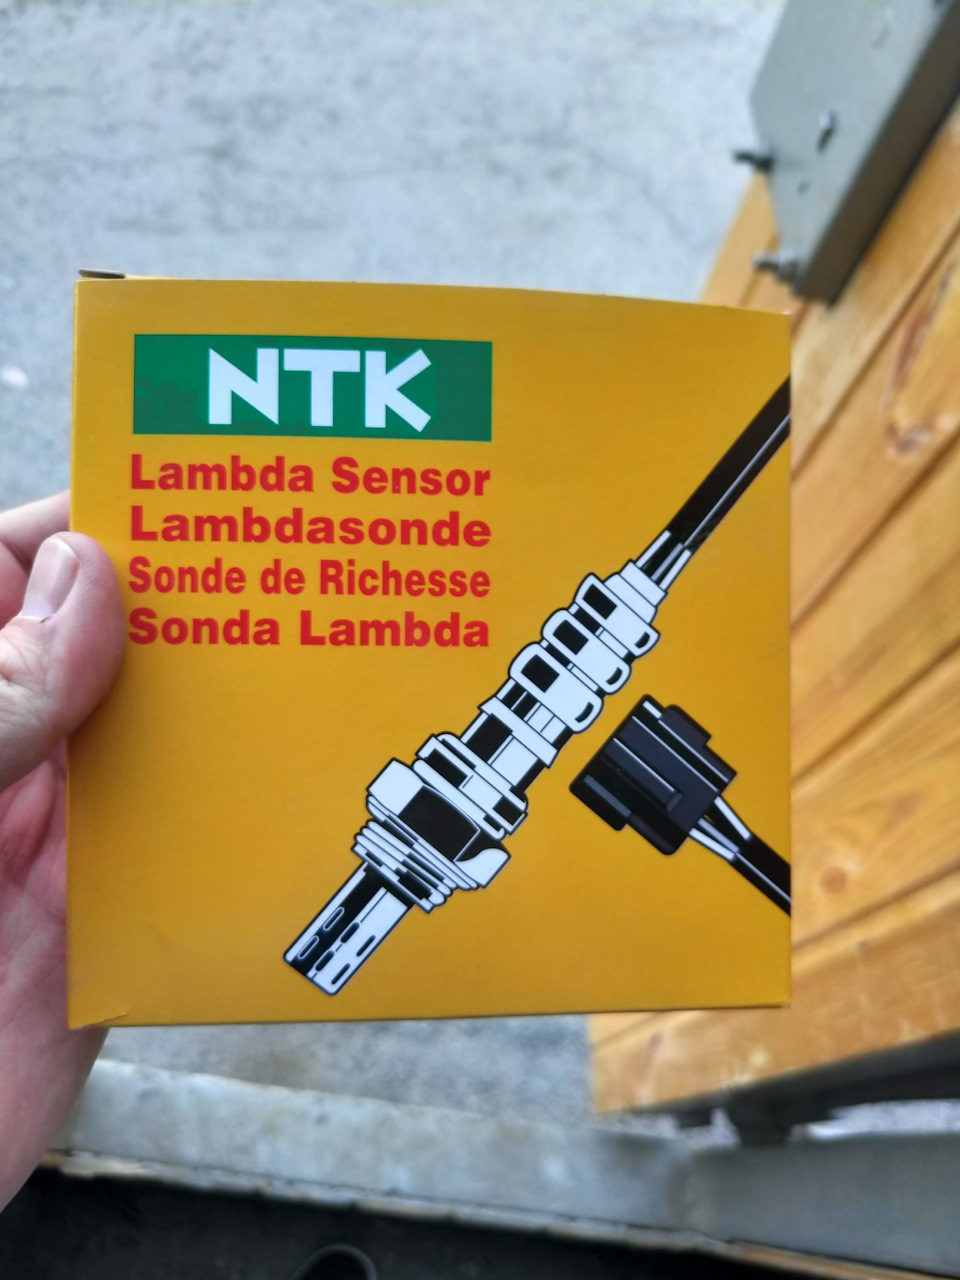 NTK
Lambda Sensor
Lambdasonde
Sonde de Richesse
Sonda Lambda